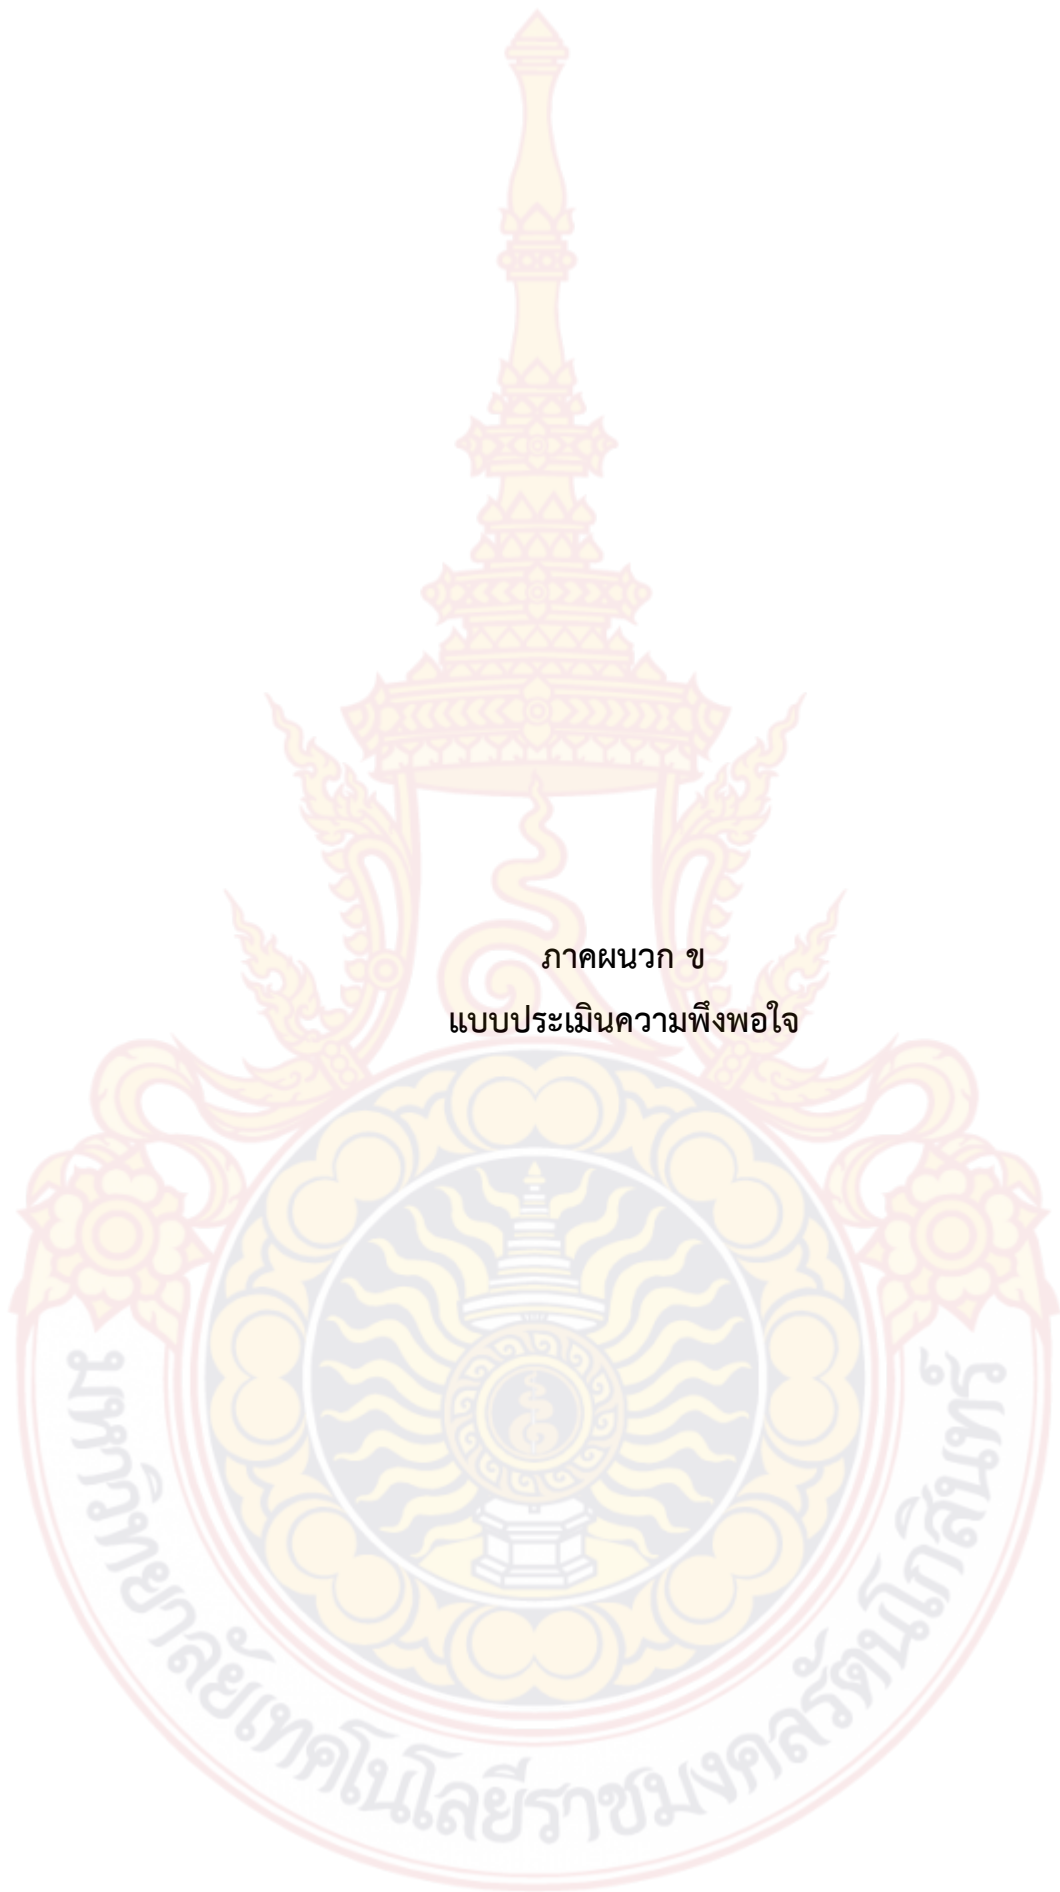 ภาคผนวก ข
แบบประเมินความพึงพอใจ
มหาวิทยาลัยเทคโนโลยีราชมงคลรัตนโกสินทร์